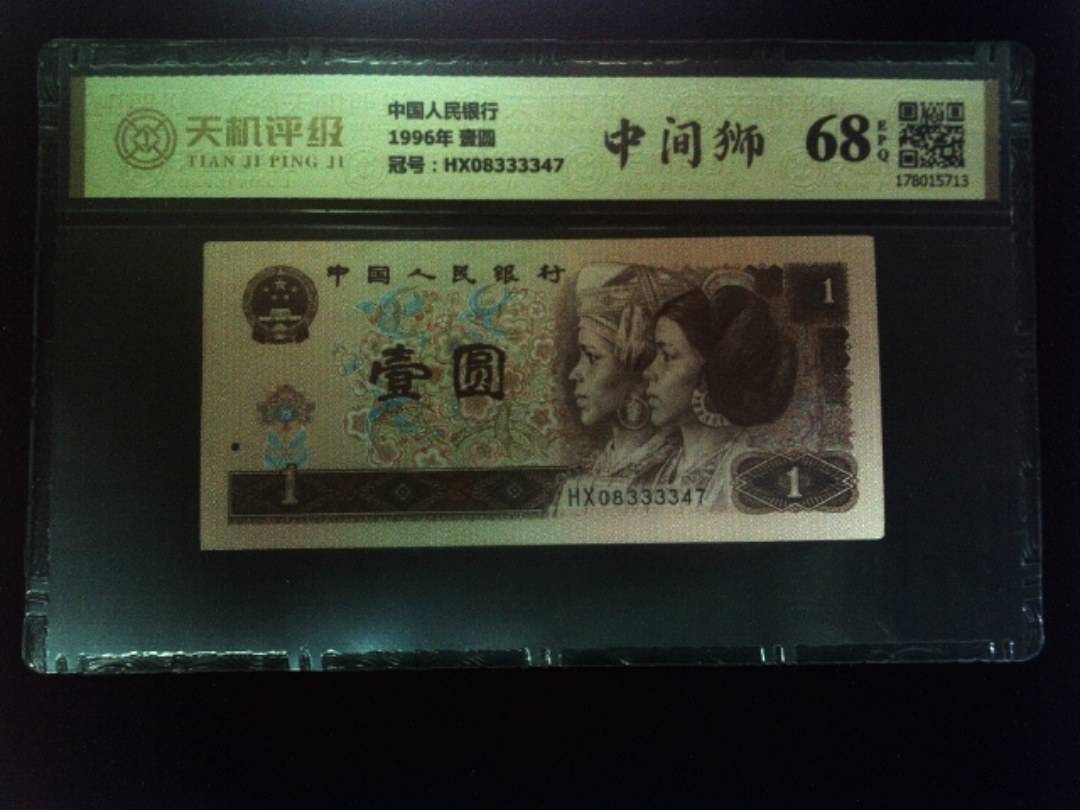 天机评级
TIAN JI PING JI
中国人民银行
1996年 壹圆
冠号：HX08333347
中间狮
68
EPQ
178015713
中国人民银行
1
壹圆
1
HX08333347
1